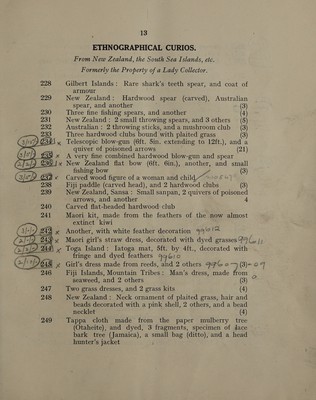 13
ETHNOGRAPHICAL CURIOS.
From New Zealand, the South Sea Islands, etc.
Formerly the Property of a Lady Collector.
228 Gilbert Islands: Rare shark's teeth spear, and coat of
armour
229 New Zealand: Hardwood spear (carved), Australian
spear, and another (3)
230 Three fine fishing spears, and another (4)
231 New Zealand: 2 small throwing spears, and 3 others (5)
232 Australian: 2 throwing sticks, and a mushroom club (3)
233 Three hardwood clubs bound with plaited grass (3)
234 x Telescopic blow-gun (6ft. 5in. extending to 12ft.), and a
quiver of poisoned arrows (21)
235 x A very fine combined hardwood blow-gun and spear
236 x New Zealand flat bow (6ft. 6in.), another, and small
fishing bow (3)
237 x Carved wood figure of a woman and child
238 Fiji paddle (carved head), and 2 hardwood clubs (3)
239 New Zealand, Sansa: Small sanpan, 2 quivers of poisoned
arrows, and another 4
240 Carved flat-headed hardwood club
241 Maori kit, made from the feathers of the now almost
extinct kiwi
242 x Another, with white feather decoration 99612
243 x Maori girl's straw dress, decorated with dyed grasses 99611
244 x Toga Island: Iatoga mat, 5ft. by 4ft., decorated with
fringe and dyed feathers 99610
245 x Girl's dress made from reeds, and 2 others (3)
246 Fiji Islands, Mountain Tribes: Man's dress, made from
seaweed, and 2 others (3)
247 Two grass dresses, and 2 grass kits (4)
248 New Zealand: Neck ornament of plaited grass, hair and
beads decorated with a pink shell, 2 others, and a bead
necklet (4)
249 Tappa cloth made from the paper mulberry tree
(Otaheite), and dyed, 3 fragments, specimen of lace
bark tree (Jamaica), a small bag (ditto), and a head
hunter's jacket